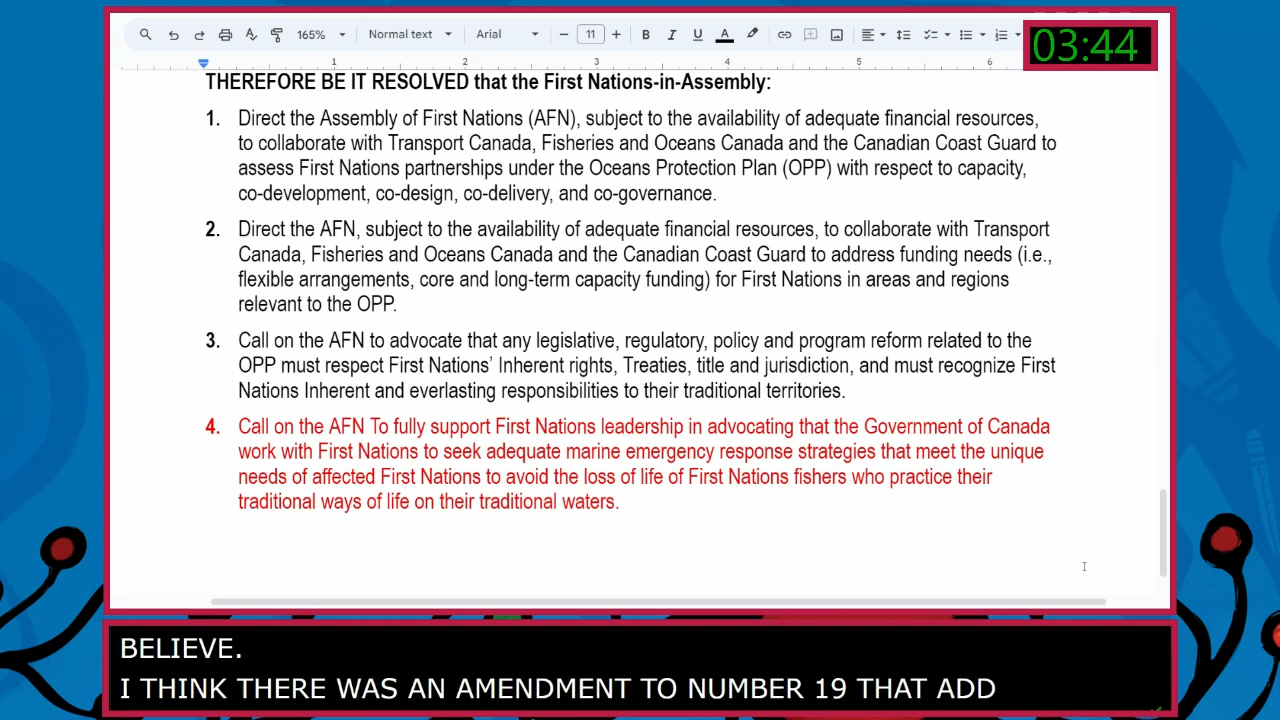 165%
Normal text
Arial
11
B I U A
03:44
1 2 3 4 5 6
THEREFORE BE IT RESOLVED that the First Nations-in-Assembly:
1. Direct the Assembly of First Nations (AFN), subject to the availability of adequate financial resources,
to collaborate with Transport Canada, Fisheries and Oceans Canada and the Canadian Coast Guard to
assess First Nations partnerships under the Oceans Protection Plan (OPP) with respect to capacity,
co-development, co-design, co-delivery, and co-governance.
2. Direct the AFN, subject to the availability of adequate financial resources, to collaborate with Transport
Canada, Fisheries and Oceans Canada and the Canadian Coast Guard to address funding needs (i.e.,
flexible arrangements, core and long-term capacity funding) for First Nations in areas and regions
relevant to the OPP.
3. Call on the AFN to advocate that any legislative, regulatory, policy and program reform related to the
OPP must respect First Nations' Inherent rights, Treaties, title and jurisdiction, and must recognize First
Nations Inherent and everlasting responsibilities to their traditional territories.
4. Call on the AFN To fully support First Nations leadership in advocating that the Government of Canada
work with First Nations to seek adequate marine emergency response strategies that meet the unique
needs of affected First Nations to avoid the loss of life of First Nations fishers who practice their
traditional ways of life on their traditional waters.
BELIEVE.
I THINK THERE WAS AN AMENDMENT TO NUMBER 19 THAT ADD